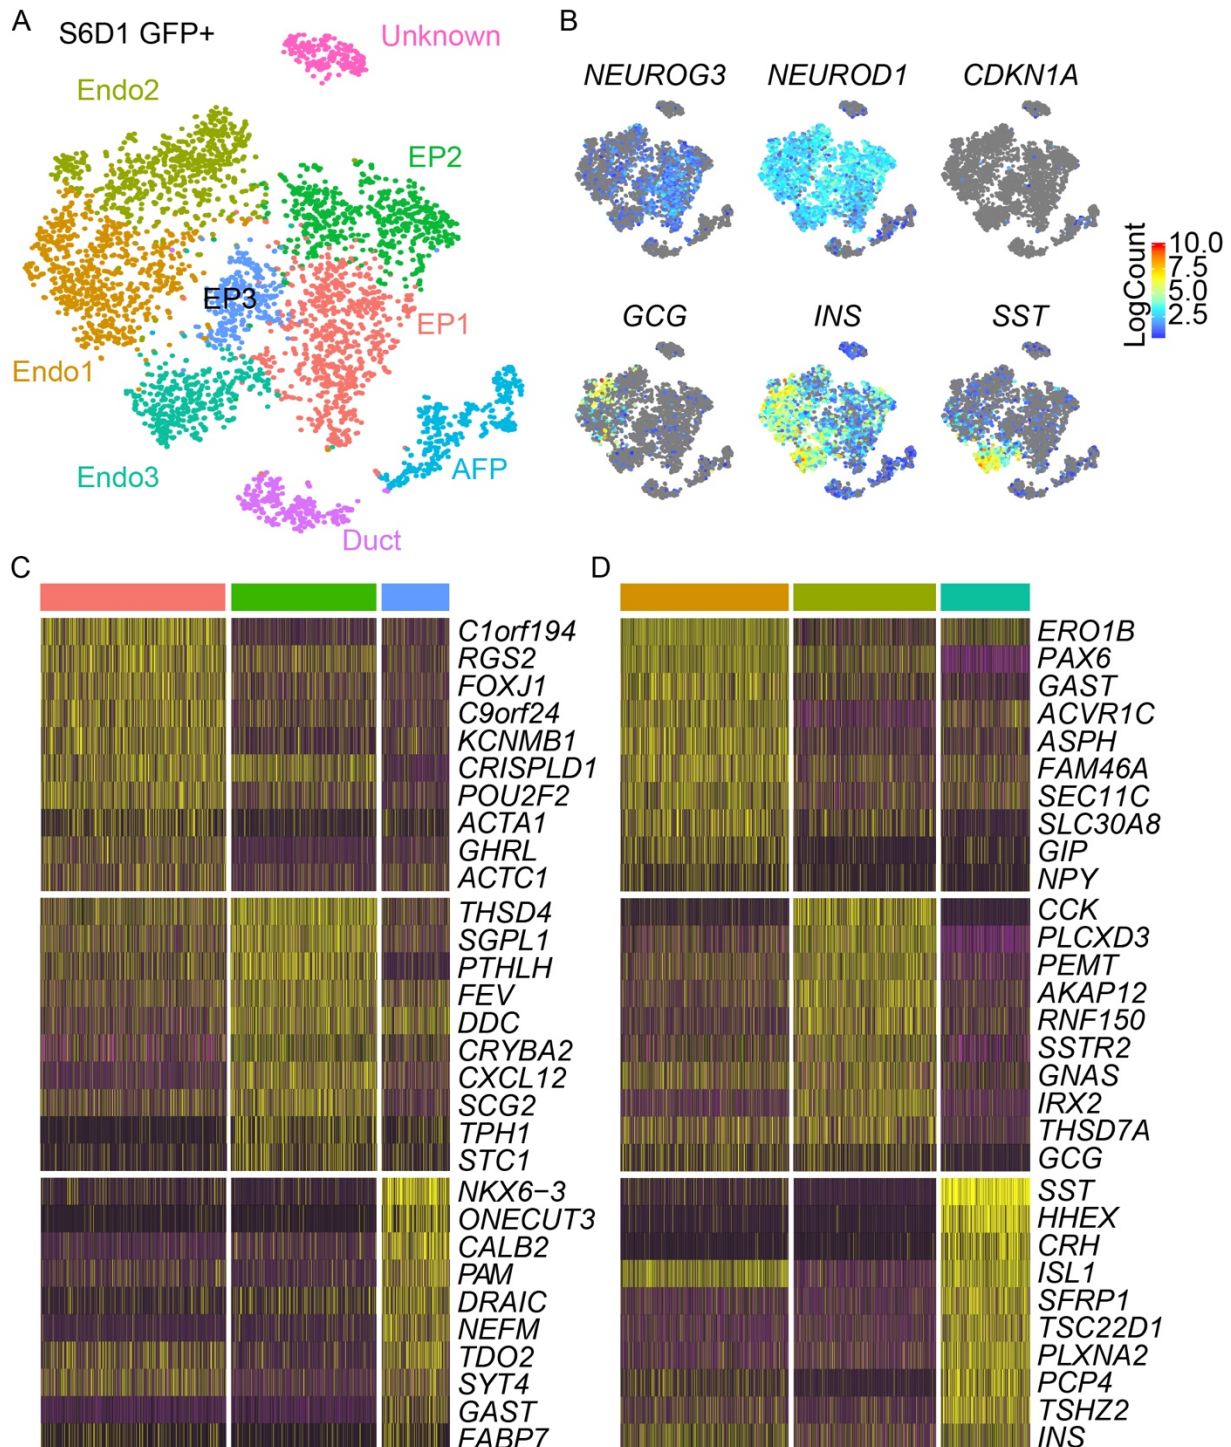 A
S6D1 GFP+
Unknown
Endo2
EP2
EP3
EP1
Endo1
AFP
Endo3
Duct
B
NEUROG3 NEUROD1 CDKN1A
GCG INS SST
LogCount
10.0
7.5
5.0
2.5
C
C1orf194
RGS2
FOXJ1
C9orf24
KCNMB1
CRISPLD1
POU2F2
ACTA1
GHRL
ACTC1
THSD4
SGPL1
PTHLH
FEV
DDC
CRYBA2
CXCL12
SCG2
TPH1
STC1
NKX6−3
ONECUT3
CALB2
PAM
DRAIC
NEFM
TDO2
SYT4
GAST
FABP7
D
ERO1B
PAX6
GAST
ACVR1C
ASPH
FAM46A
SEC11C
SLC30A8
GIP
NPY
CCK
PLCXD3
PEMT
AKAP12
RNF150
SSTR2
GNAS
IRX2
THSD7A
GCG
SST
HHEX
CRH
ISL1
SFRP1
TSC22D1
PLXNA2
PCP4
TSHZ2
INS